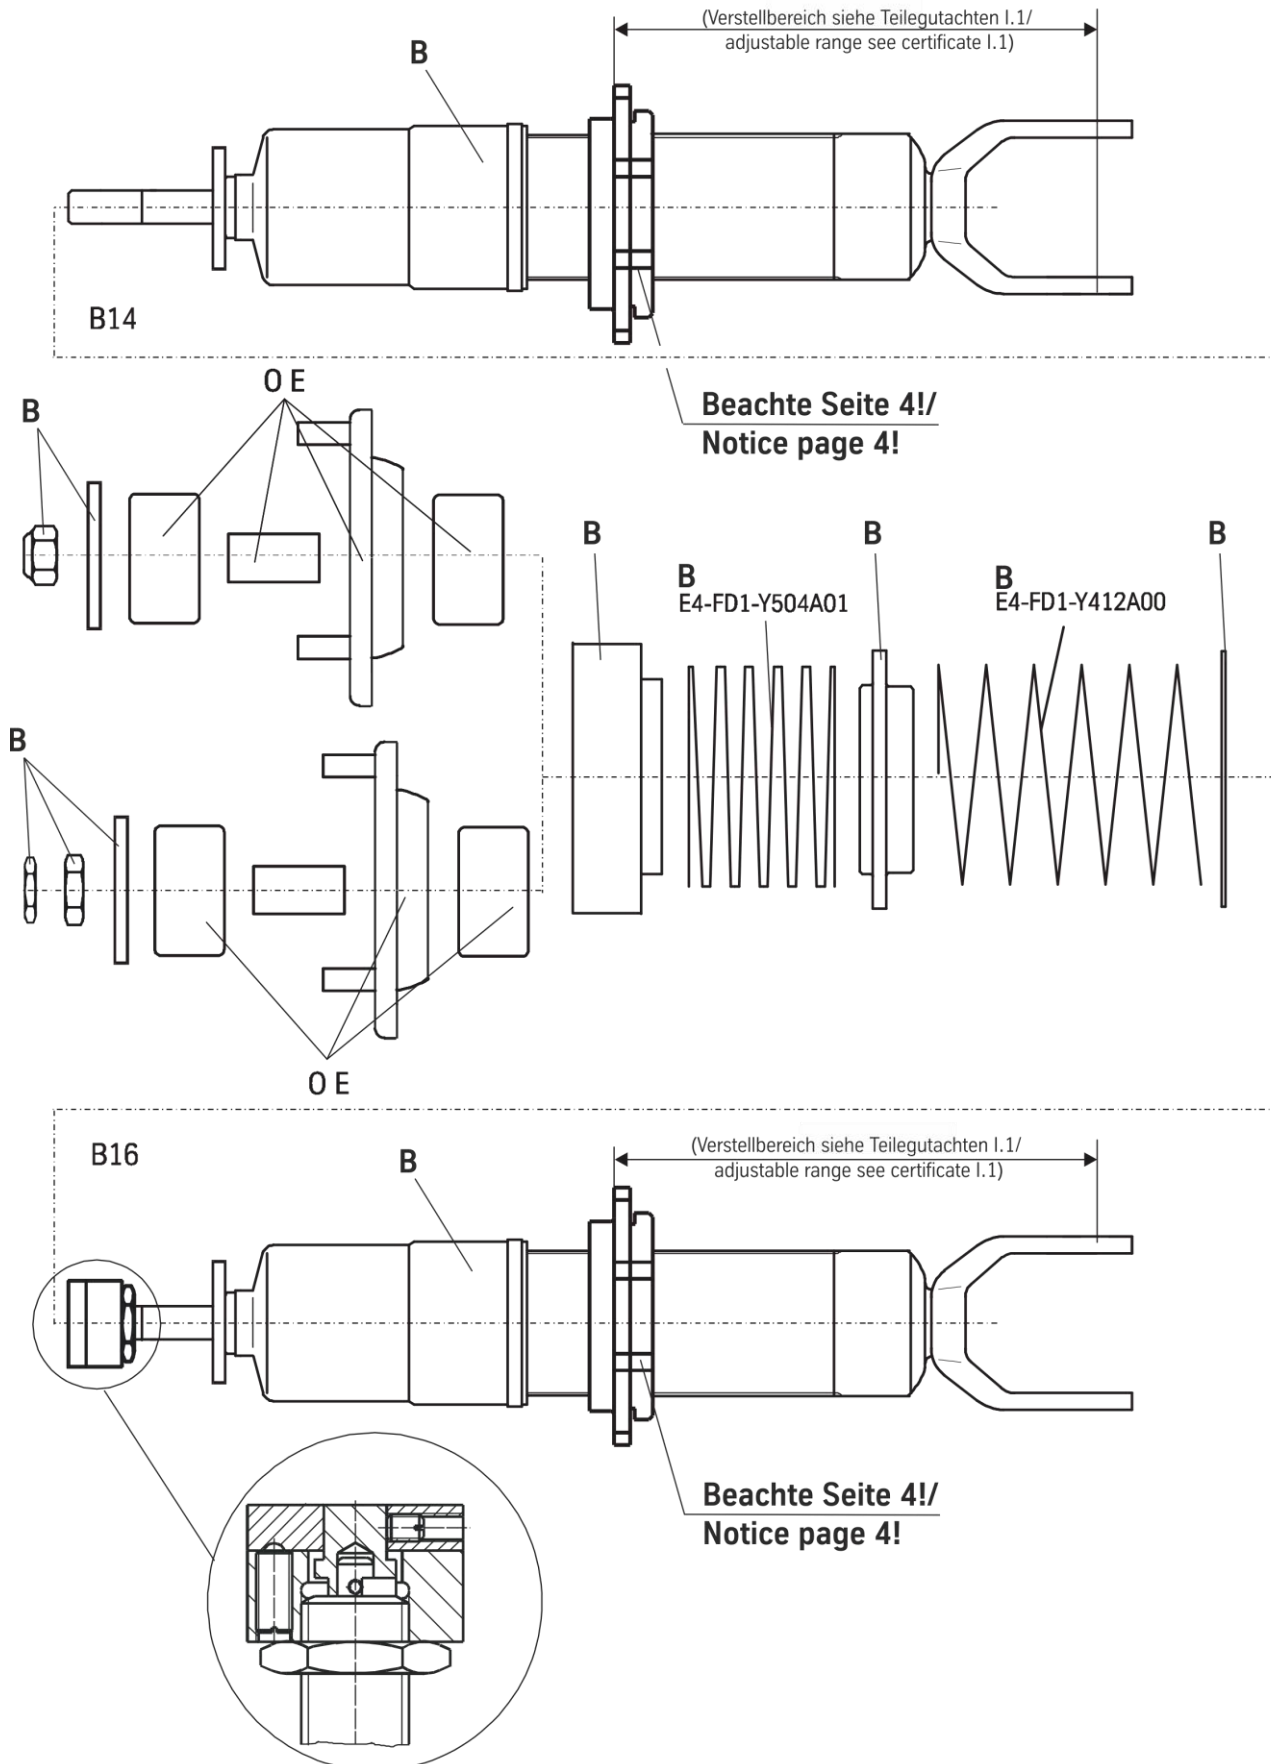 (Verstellbereich siehe Teilegutachten I.1/
adjustable range see certificate I.1)
B
B14
Beachte Seite 4!/
Notice page 4!
O E
B
B
B
E4-FD1-Y504A01
B
B
E4-FD1-Y412A00
B
B
O E
B16
(Verstellbereich siehe Teilegutachten I.1/
adjustable range see certificate I.1)
B
Beachte Seite 4!/
Notice page 4!